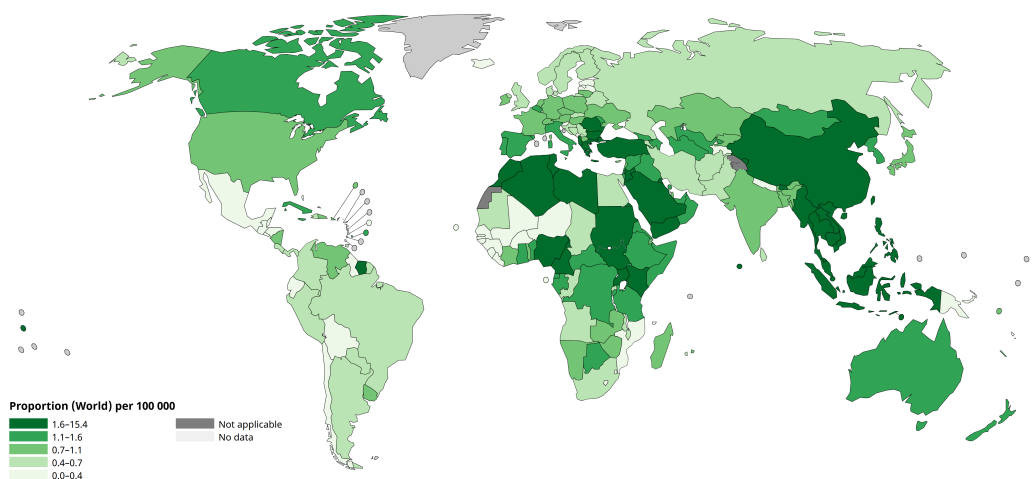 Proportion (World) per 100 000
1.6–15.4
1.1–1.6
0.7–1.1
0.4–0.7
0.0–0.4
Not applicable
No data